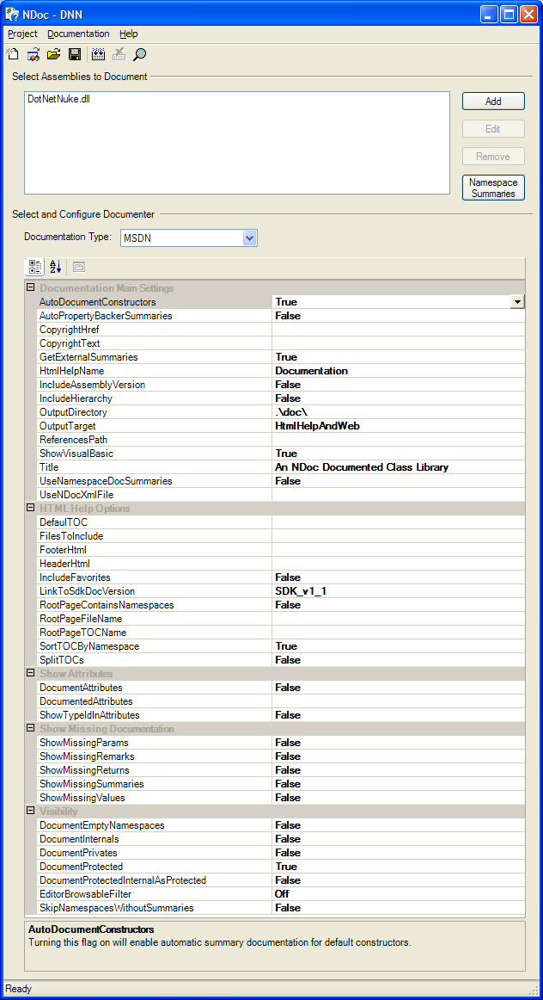 NDoc - DNN
Project Documentation Help
Select Assemblies to Document
DotNetNuke.dll
Add
Edit
Remove
Namespace
Summaries
Select and Configure Documenter
Documentation Type: MSDN
Documentation Main Settings
AutoDocumentConstructors True
AutoPropertyBackerSummaries False
CopyrightHref
CopyrightText
GetExternalSummaries True
HtmlHelpName Documentation
IncludeAssemblyVersion False
IncludeHierarchy False
OutputDirectory .\doc\
OutputTarget HtmlHelpAndWeb
ReferencesPath
ShowVisualBasic True
Title An NDoc Documented Class Library
UseNamespaceDocSummaries False
UseNDocXmlFile
HTML Help Options
DefaulTOC
FilesToInclude
FooterHtml
HeaderHtml
IncludeFavorites False
LinkToSdkDocVersion SDK_v1_1
RootPageContainsNamespaces False
RootPageFileName
RootPageTOCName
SortTOCByNamespace True
SplitTOCs False
Show Attributes
DocumentAttributes False
DocumentedAttributes
ShowTypeIdInAttributes False
Show Missing Documentation
ShowMissingParams False
ShowMissingRemarks False
ShowMissingReturns False
ShowMissingSummaries False
ShowMissingValues False
Visibility
DocumentEmptyNamespaces False
DocumentInternals False
DocumentPrivates False
DocumentProtected True
DocumentProtectedInternalAsProtected False
EditorBrowsableFilter Off
SkipNamespacesWithoutSummaries False
AutoDocumentConstructors
Turning this flag on will enable automatic summary documentation for default constructors.
Ready